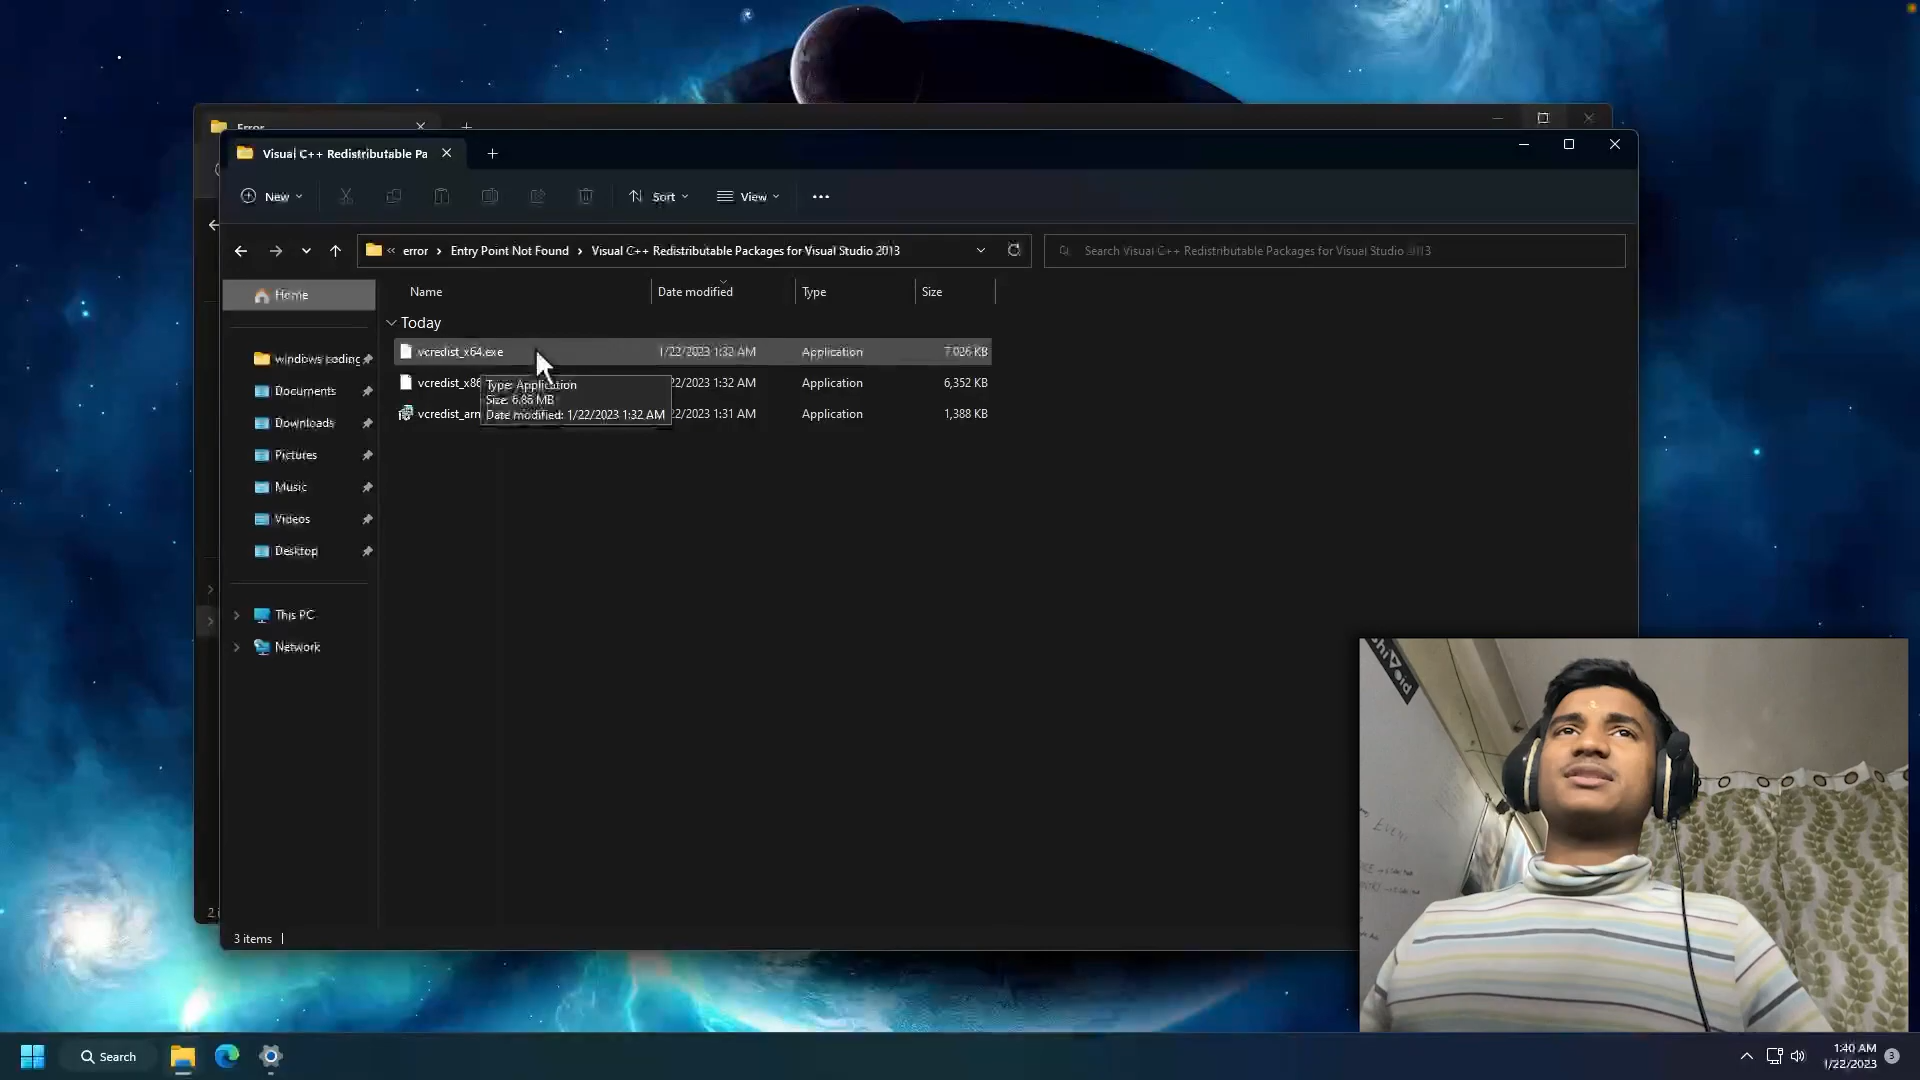 Error
Visual C++ Redistributable Pa
New
Sort
View
error > Entry Point Not Found > Visual C++ Redistributable Packages for Visual Studio 2013
Search Visual C++ Redistributable Packages for Visual Studio 2013
Home
Name
Date modified
Type
Size
Today
vcredist_x64.exe 1/22/2023 1:32 AM Application 7,026 KB
vcredist_x86 22/2023 1:32 AM Application 6,352 KB
vcredist_arn 22/2023 1:31 AM Application 1,388 KB
Type: Application
Size: 6.86 MB
Date modified: 1/22/2023 1:32 AM
windows coding
Documents
Downloads
Pictures
Music
Videos
Desktop
This PC
Network
3 items
Search
1:40 AM
1/22/2023
3